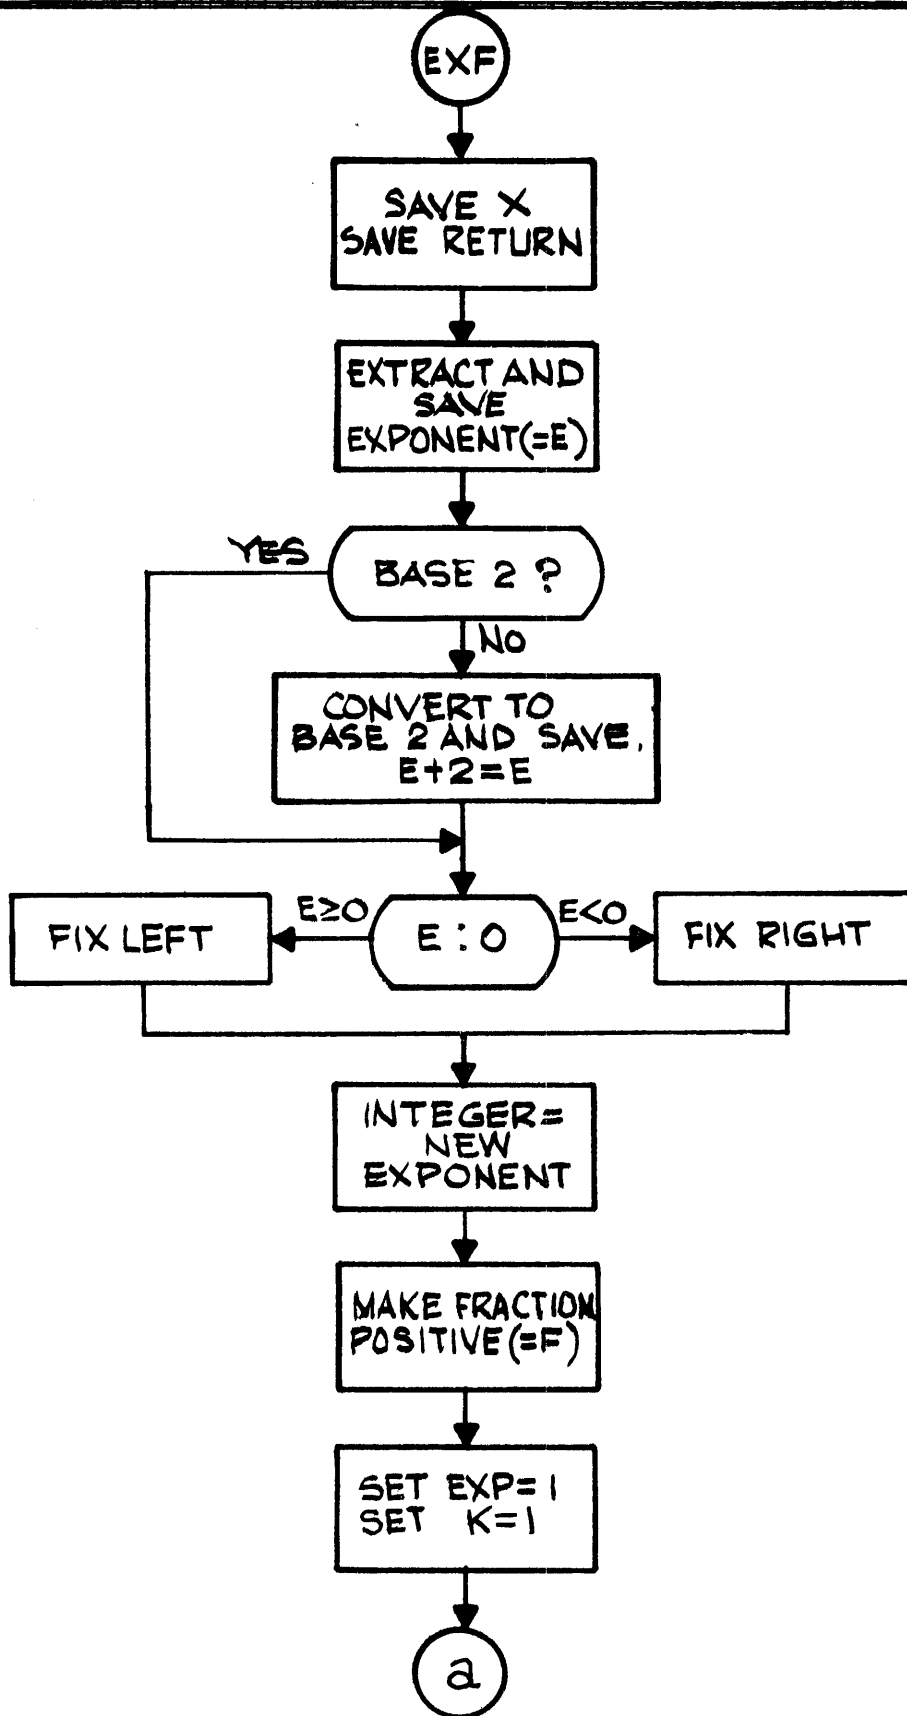 EXF
SAVE X
SAVE RETURN
EXTRACT AND
SAVE
EXPONENT(=E)
YES
BASE 2 ?
NO
CONVERT TO
BASE 2 AND SAVE.
E+2=E
FIX LEFT
E≥0
E:0
E<0
FIX RIGHT
INTEGER=
NEW
EXPONENT
MAKE FRACTION
POSITIVE(=F)
SET EXP=1
SET K=1
a